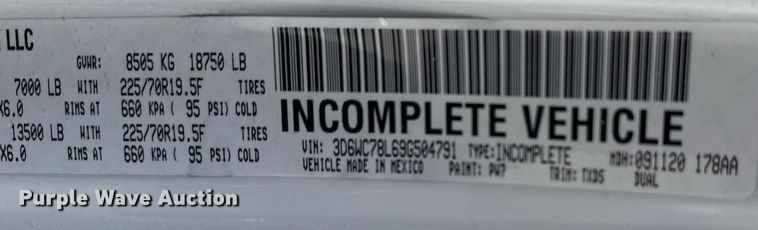 LLC
GVWR: 8505 KG 18750 LB
7000 LB WITH 225/70R19.5F TIRES
X6.0 RIMS AT 660 KPA ( 95 PSI) COLD
13500 LB WITH 225/70R19.5F TIRES
X6.0 RIMS AT 660 KPA ( 95 PSI) COLD
INCOMPLETE VEHICLE
VIN: 3D6WC78L69G504791 TYPE: INCOMPLETE MDH: 091120 178AA
VEHICLE MADE IN MEXICO PAINT: PW7 TRIM: TXD5 DUAL
Purple Wave Auction